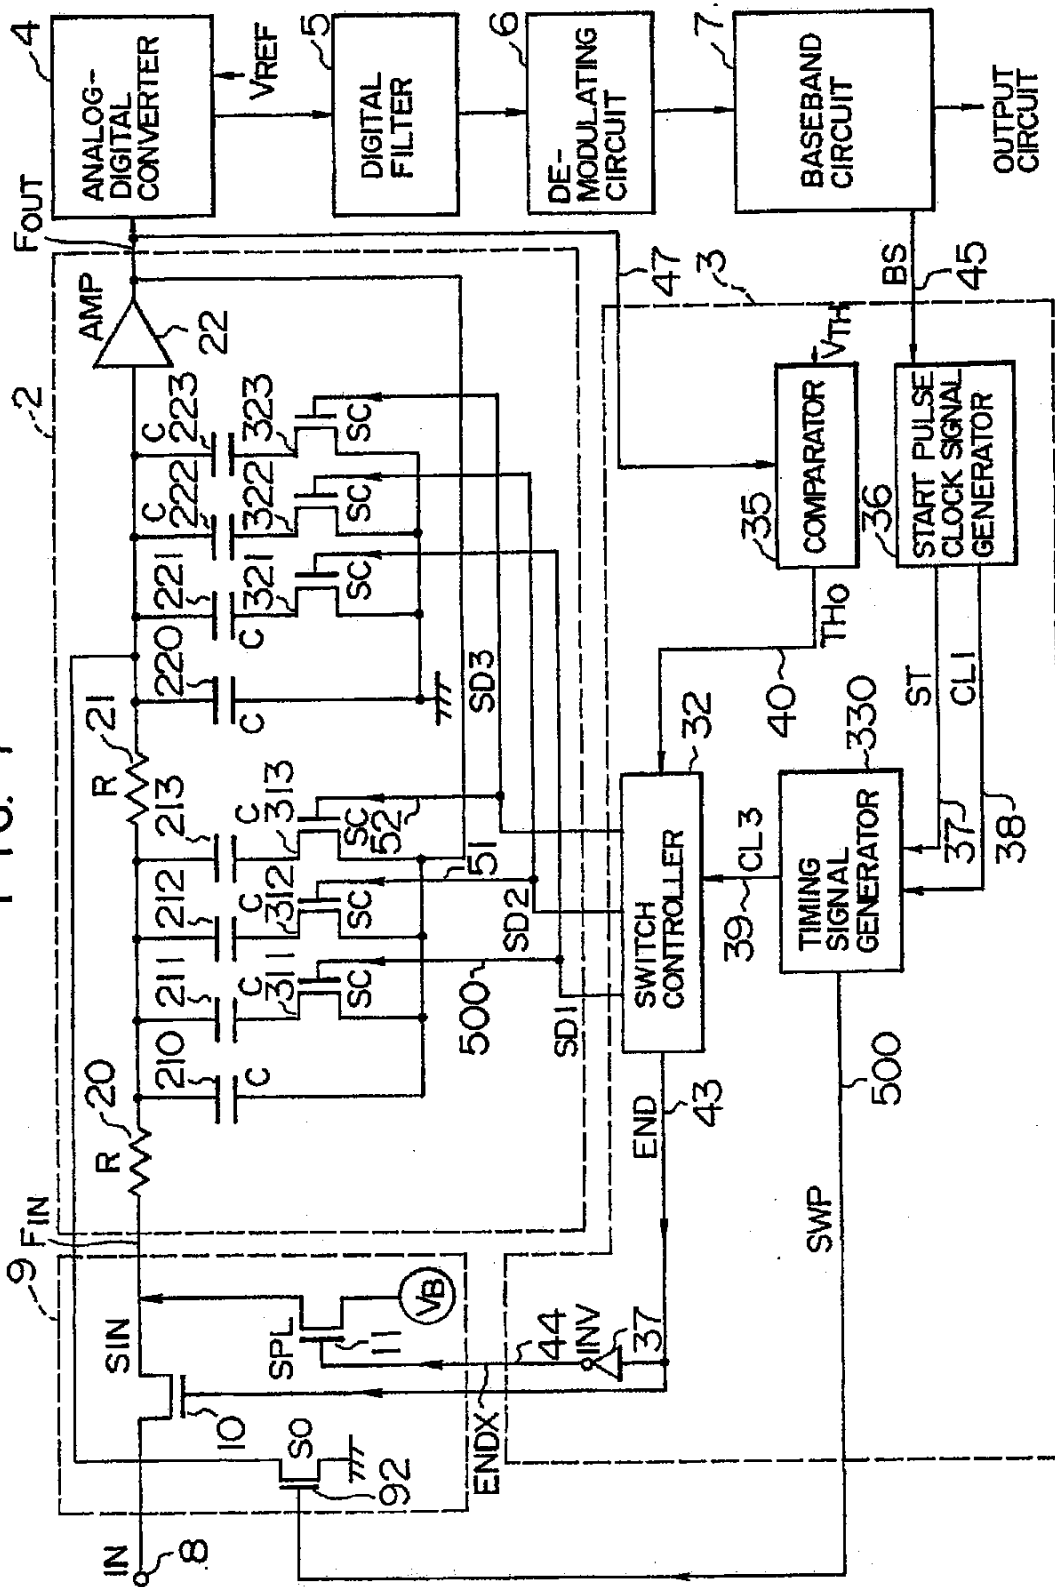 FIG. 7
IN
8
9
SIN
10
SPL
11
VB
SO
92
FIN
2
R
20
210
C
211
C
311
SC
212
C
312
SC
213
C
313
SC
R
21
220
C
221
C
321
SC
222
C
322
SC
223
C
323
SC
AMP
22
FOUT
4
ANALOG-
DIGITAL
CONVERTER
VREF
5
DIGITAL
FILTER
6
DE-
MODULATING
CIRCUIT
7
BASEBAND
CIRCUIT
OUTPUT
CIRCUIT
500
51
52
SD1
SD2
SD3
47
3
BS
45
VTH
COMPARATOR
35
THO
40
START PULSE
CLOCK SIGNAL
GENERATOR
36
ST
CL1
37
38
TIMING
SIGNAL
GENERATOR
330
CL3
39
SWITCH
CONTROLLER
32
END
43
INV
37
44
ENDX
SWP
500